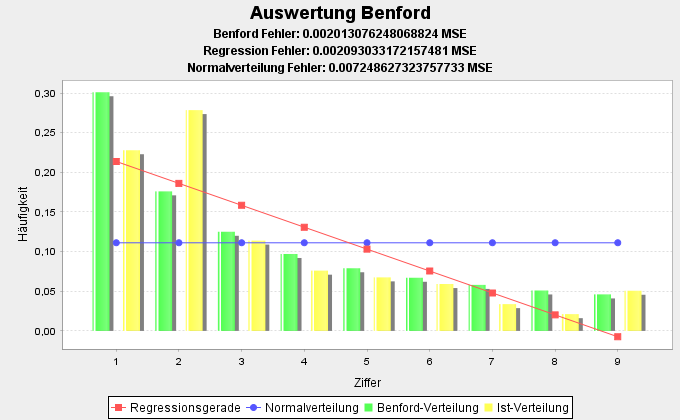 Auswertung Benford
Benford Fehler: 0.002013076248068824 MSE
Regression Fehler: 0.002093033172157481 MSE
Normalverteilung Fehler: 0.007248627323757733 MSE
Häufigkeit
0,30
0,25
0,20
0,15
0,10
0,05
0,00
1 2 3 4 5 6 7 8 9
Ziffer
Regressionsgerade Normalverteilung Benford-Verteilung Ist-Verteilung